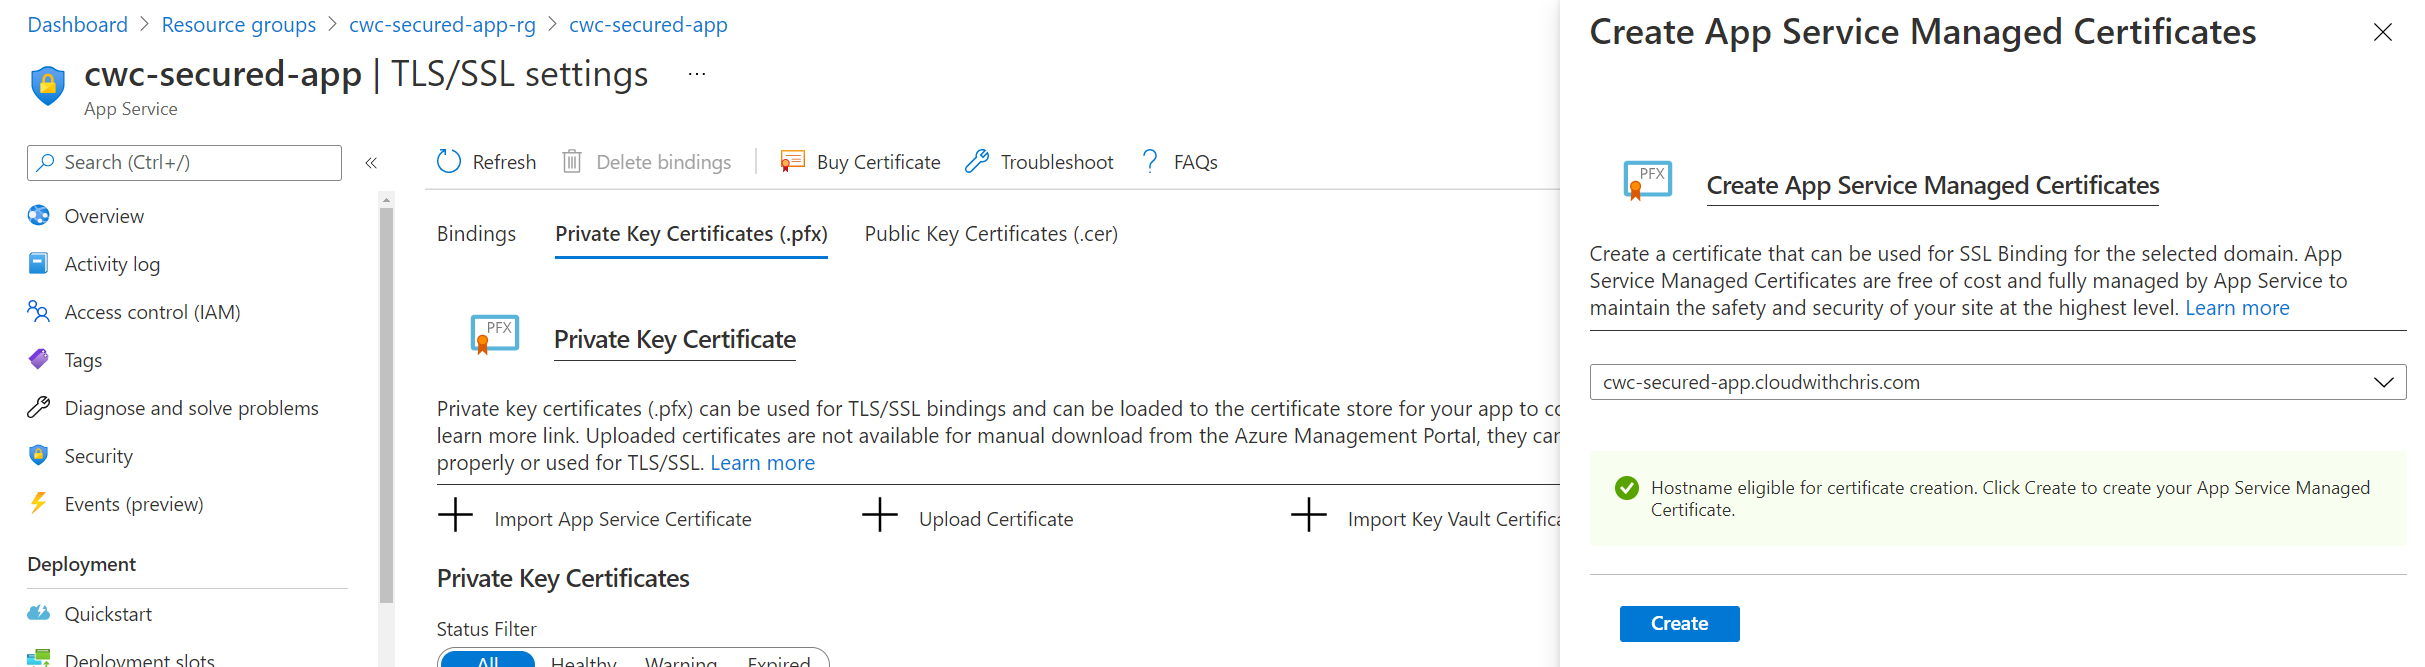 Dashboard > Resource groups > cwc-secured-app-rg > cwc-secured-app
cwc-secured-app | TLS/SSL settings ...
App Service
Search (Ctrl+/)
«
Overview
Activity log
Access control (IAM)
Tags
Diagnose and solve problems
Security
Events (preview)
Deployment
Quickstart
Deployment slots
Refresh
Delete bindings
Buy Certificate
Troubleshoot
? FAQs
Bindings
Private Key Certificates (.pfx)
Public Key Certificates (.cer)
PFX
Private Key Certificate
Private key certificates (.pfx) can be used for TLS/SSL bindings and can be loaded to the certificate store for your app to co
learn more link. Uploaded certificates are not available for manual download from the Azure Management Portal, they can
properly or used for TLS/SSL. Learn more
Import App Service Certificate
Upload Certificate
Import Key Vault Certifica
Private Key Certificates
Status Filter
All
Healthy
Warning
Expired
Create App Service Managed Certificates
PFX
Create App Service Managed Certificates
Create a certificate that can be used for SSL Binding for the selected domain. App
Service Managed Certificates are free of cost and fully managed by App Service to
maintain the safety and security of your site at the highest level. Learn more
cwc-secured-app.cloudwithchris.com
Hostname eligible for certificate creation. Click Create to create your App Service Managed
Certificate.
Create